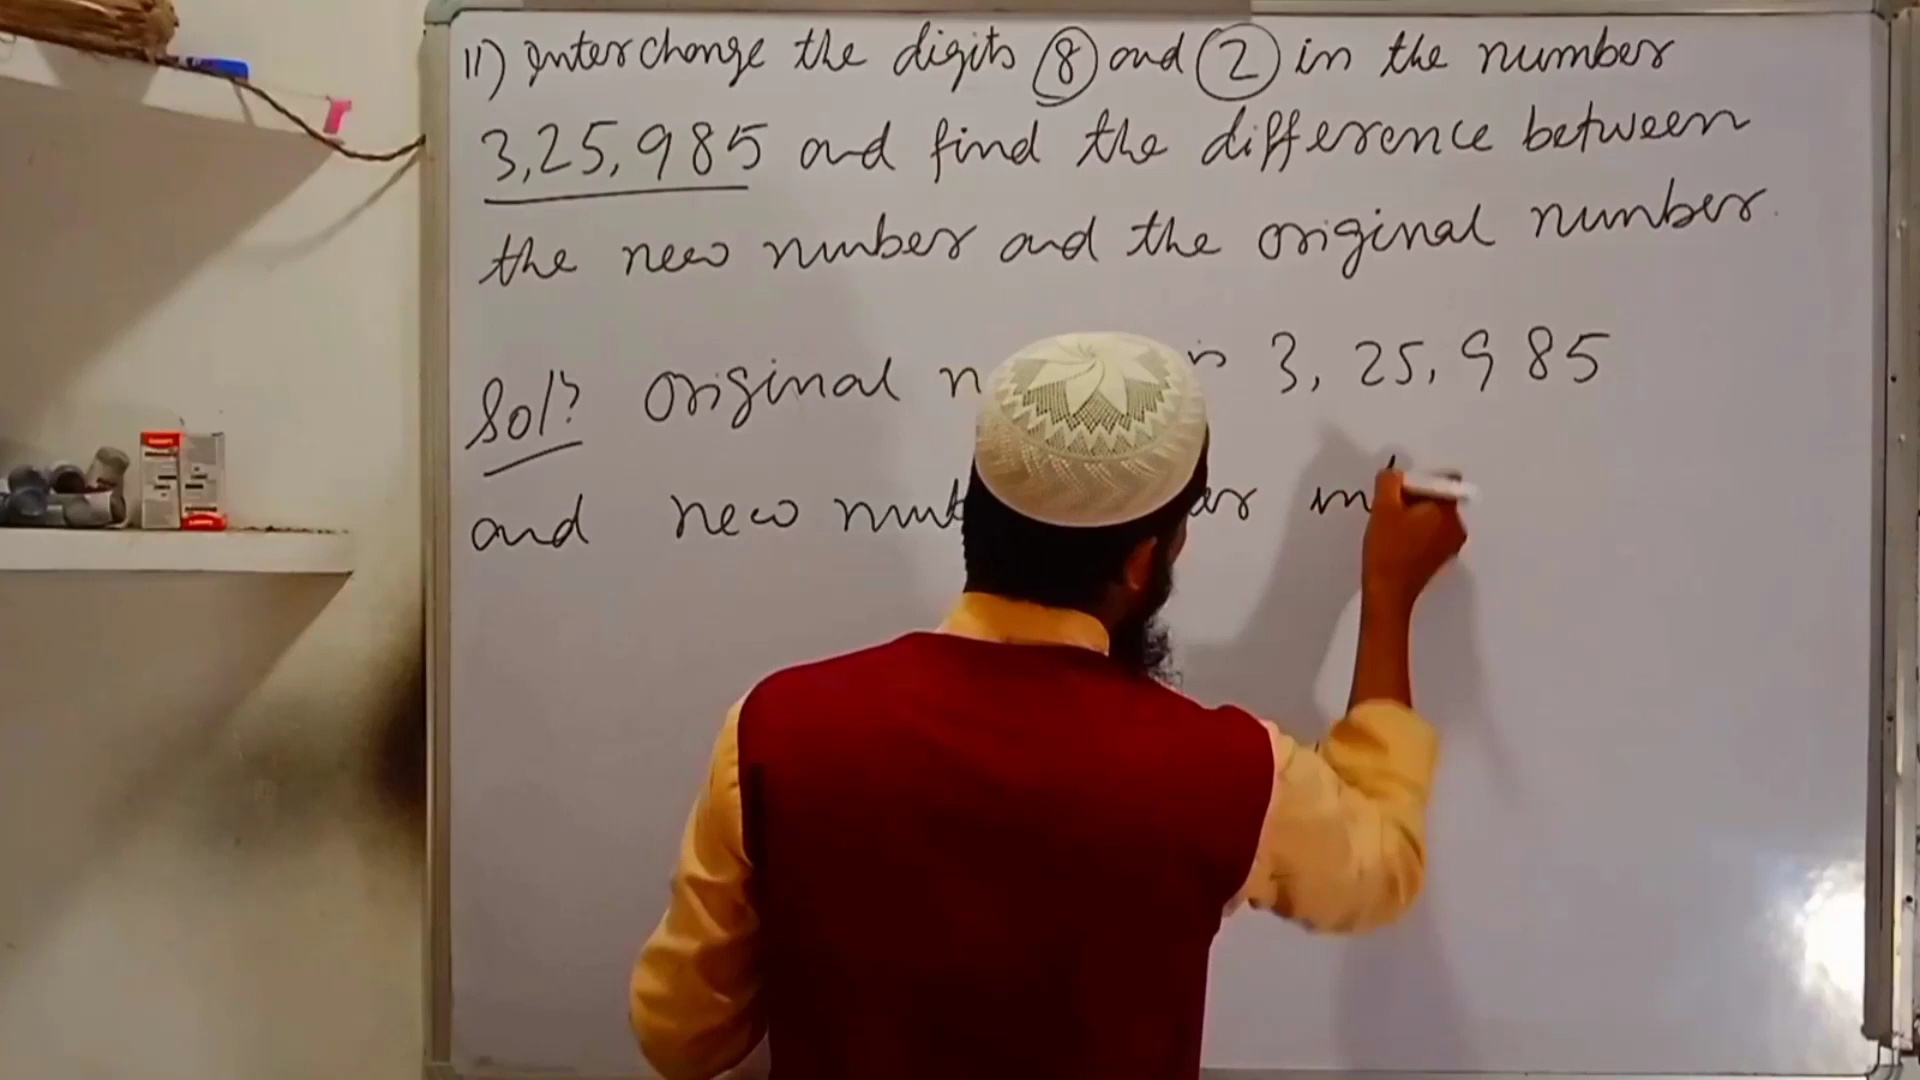 11) Interchange the digits 8 and 2 in the number
3,25,985 and find the difference between
the new number and the original number.
Sol? Original is 3,25,985
and new